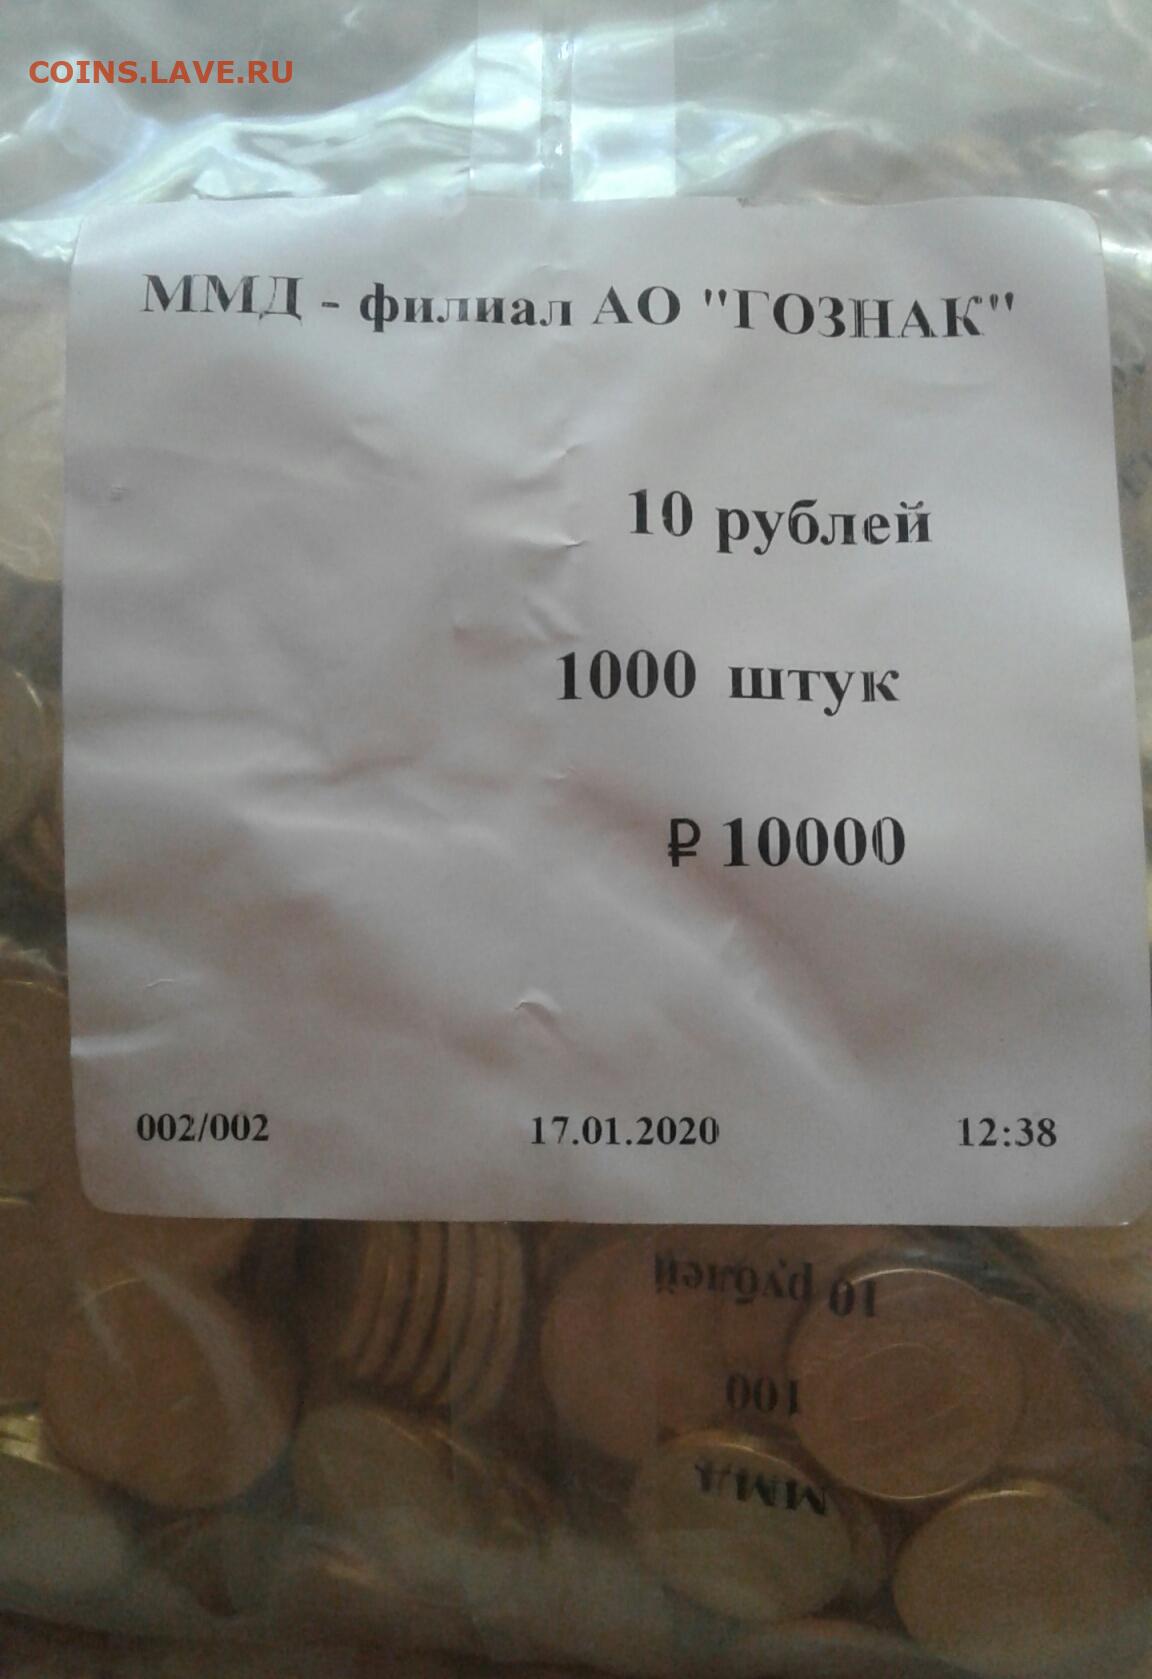 COINS.LAVE.RU
ММД - филиал АО "ГОЗНАК"
10 рублей
1000 штук
₽ 10000
002/002 17.01.2020 12:38
10 рублей
100
ММД